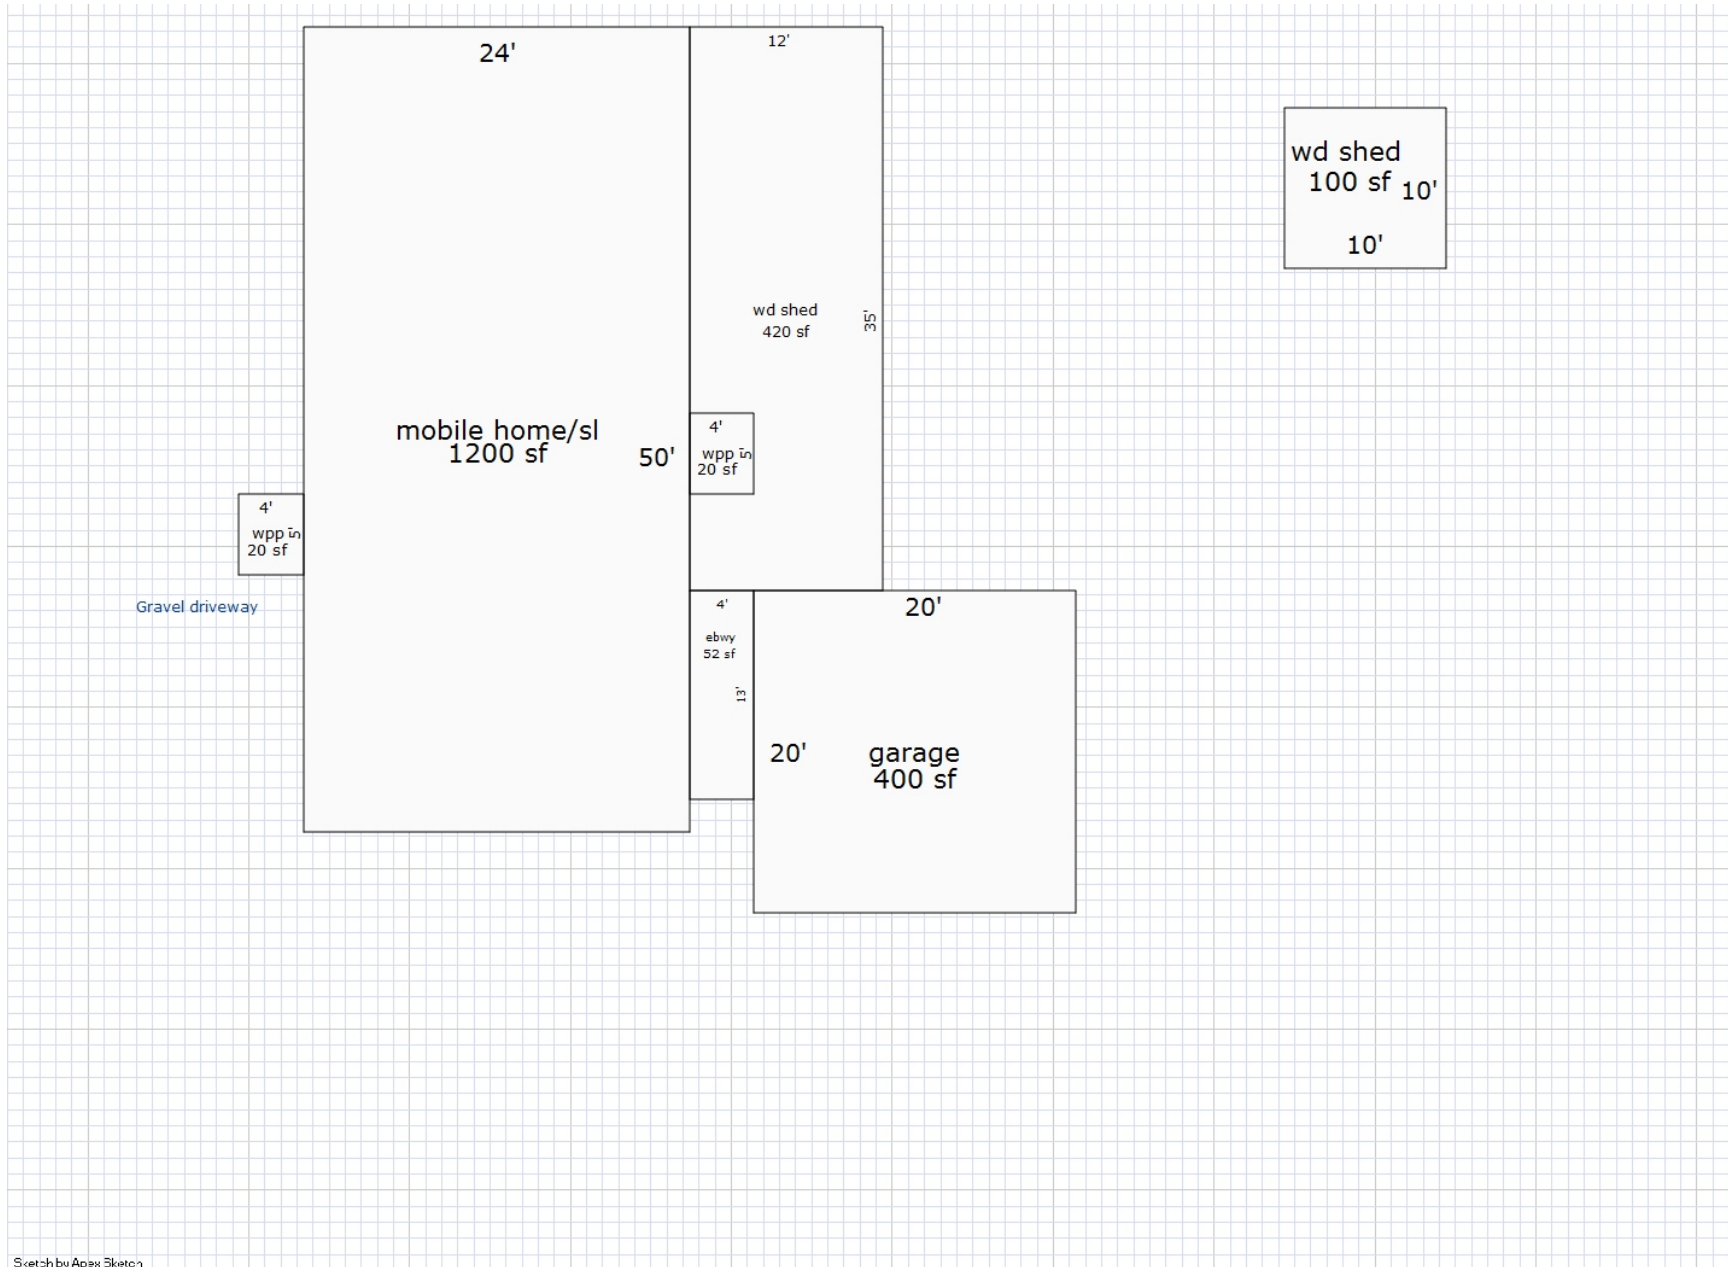 24'
12'
wd shed
100 sf
10'
10'
wd shed
420 sf
35'
mobile home/sl
1200 sf
50'
4'
wpp
5'
20 sf
4'
wpp
5'
20 sf
Gravel driveway
4'
ebwy
52 sf
13'
20'
20'
garage
400 sf
Sketch by Apex Sketch